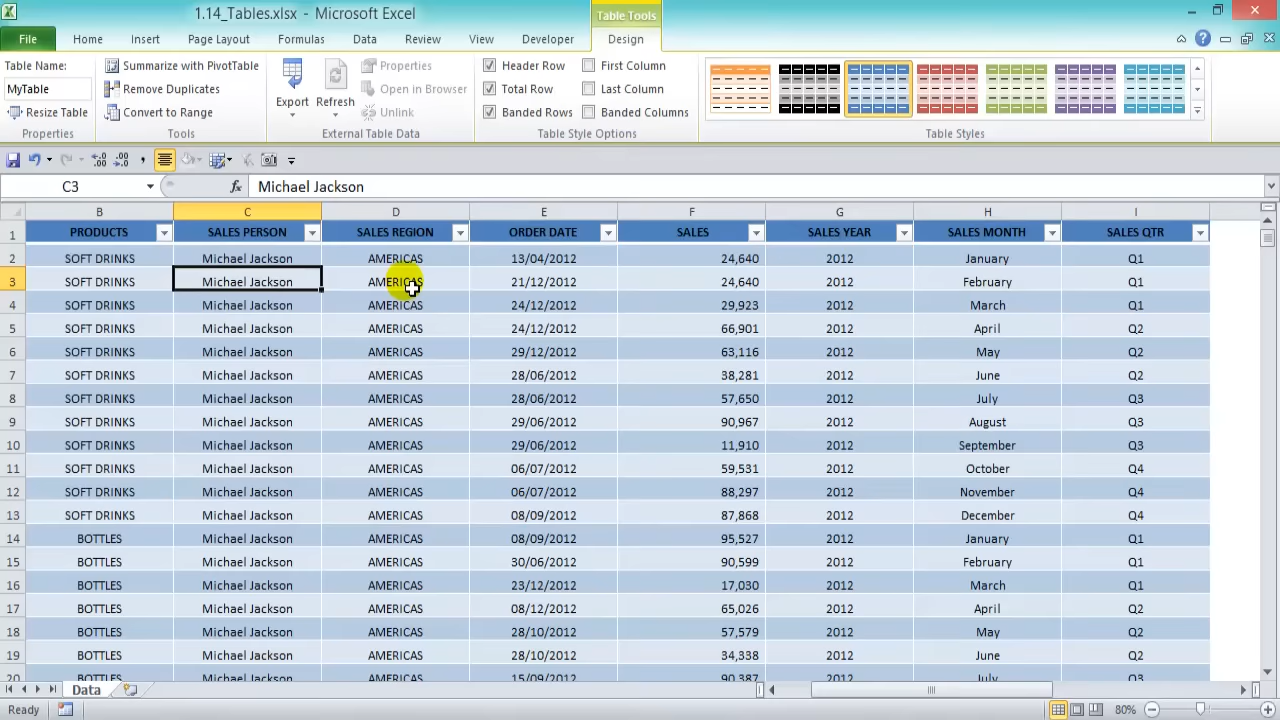 1.14_Tables.xlsx - Microsoft Excel
Table Tools
File Home Insert Page Layout Formulas Data Review View Developer Design
Table Name:
MyTable
Resize Table
Properties
Summarize with PivotTable
Remove Duplicates
Convert to Range
Tools
Export
Refresh
Properties
Open in Browser
Unlink
External Table Data
Header Row
Total Row
Banded Rows
First Column
Last Column
Banded Columns
Table Style Options
Table Styles
C3 fx Michael Jackson
B C D E F G H I
1 PRODUCTS SALES PERSON SALES REGION ORDER DATE SALES SALES YEAR SALES MONTH SALES QTR
2 SOFT DRINKS Michael Jackson AMERICAS 13/04/2012 24,640 2012 January Q1
3 SOFT DRINKS Michael Jackson AMERICAS 21/12/2012 24,640 2012 February Q1
4 SOFT DRINKS Michael Jackson AMERICAS 24/12/2012 29,923 2012 March Q1
5 SOFT DRINKS Michael Jackson AMERICAS 24/12/2012 66,901 2012 April Q2
6 SOFT DRINKS Michael Jackson AMERICAS 29/12/2012 63,116 2012 May Q2
7 SOFT DRINKS Michael Jackson AMERICAS 28/06/2012 38,281 2012 June Q2
8 SOFT DRINKS Michael Jackson AMERICAS 28/06/2012 57,650 2012 July Q3
9 SOFT DRINKS Michael Jackson AMERICAS 29/06/2012 90,967 2012 August Q3
10 SOFT DRINKS Michael Jackson AMERICAS 29/06/2012 11,910 2012 September Q3
11 SOFT DRINKS Michael Jackson AMERICAS 06/07/2012 59,531 2012 October Q4
12 SOFT DRINKS Michael Jackson AMERICAS 06/07/2012 88,297 2012 November Q4
13 SOFT DRINKS Michael Jackson AMERICAS 08/09/2012 87,868 2012 December Q4
14 BOTTLES Michael Jackson AMERICAS 08/09/2012 95,527 2012 January Q1
15 BOTTLES Michael Jackson AMERICAS 30/06/2012 90,599 2012 February Q1
16 BOTTLES Michael Jackson AMERICAS 23/12/2012 17,030 2012 March Q1
17 BOTTLES Michael Jackson AMERICAS 08/12/2012 65,026 2012 April Q2
18 BOTTLES Michael Jackson AMERICAS 28/10/2012 57,579 2012 May Q2
19 BOTTLES Michael Jackson AMERICAS 28/10/2012 34,338 2012 June Q2
20 BOTTLES Michael Jackson AMERICAS 15/09/2012 90,387 2012 July Q3
Data
Ready 80%